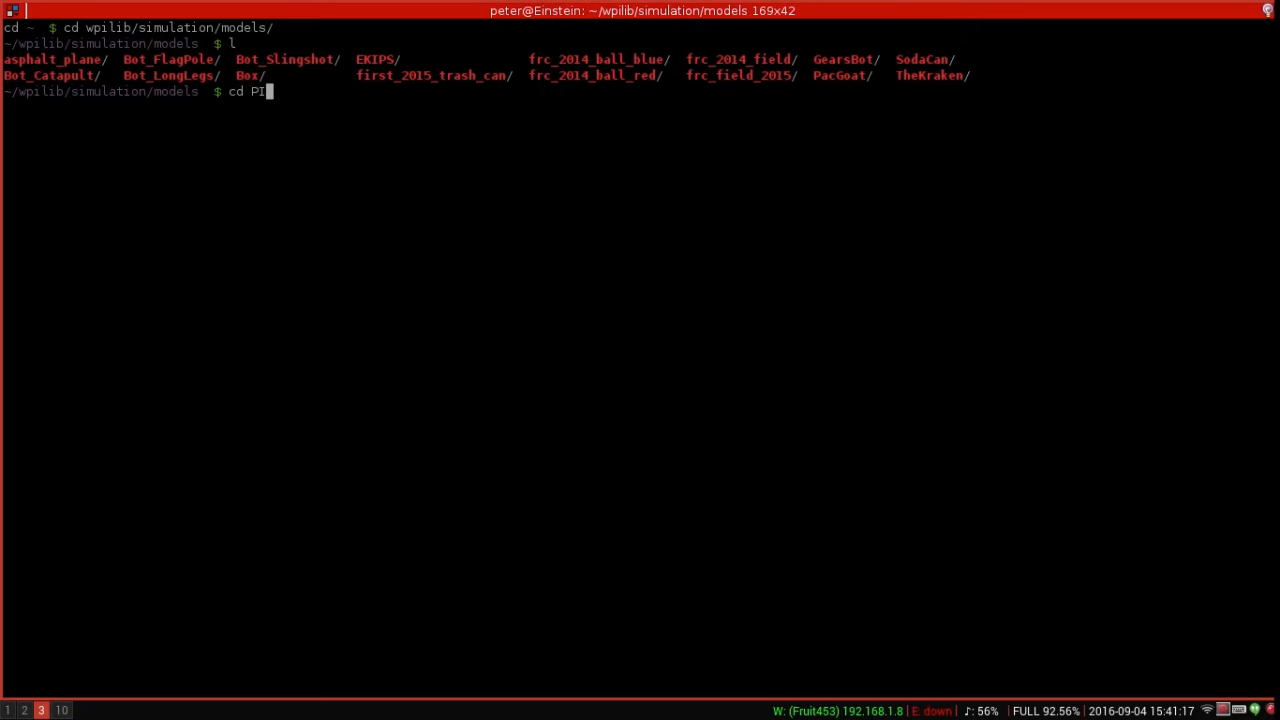 peter@Einstein: ~/wpilib/simulation/models 169x42
cd ~  $ cd wpilib/simulation/models/
~/wpilib/simulation/models  $ l
asphalt_plane/  Bot_FlagPole/  Bot_Slingshot/  EKIPS/  frc_2014_ball_blue/  frc_2014_field/  GearsBot/  SodaCan/
Bot_Catapult/  Bot_LongLegs/  Box/  first_2015_trash_can/  frc_2014_ball_red/  frc_field_2015/  PacGoat/  TheKraken/
~/wpilib/simulation/models  $ cd PI
1 2 3 10 W: (Fruit453) 192.168.1.8 | E: down | ♪: 56% | FULL 92.56% | 2016-09-04 15:41:17